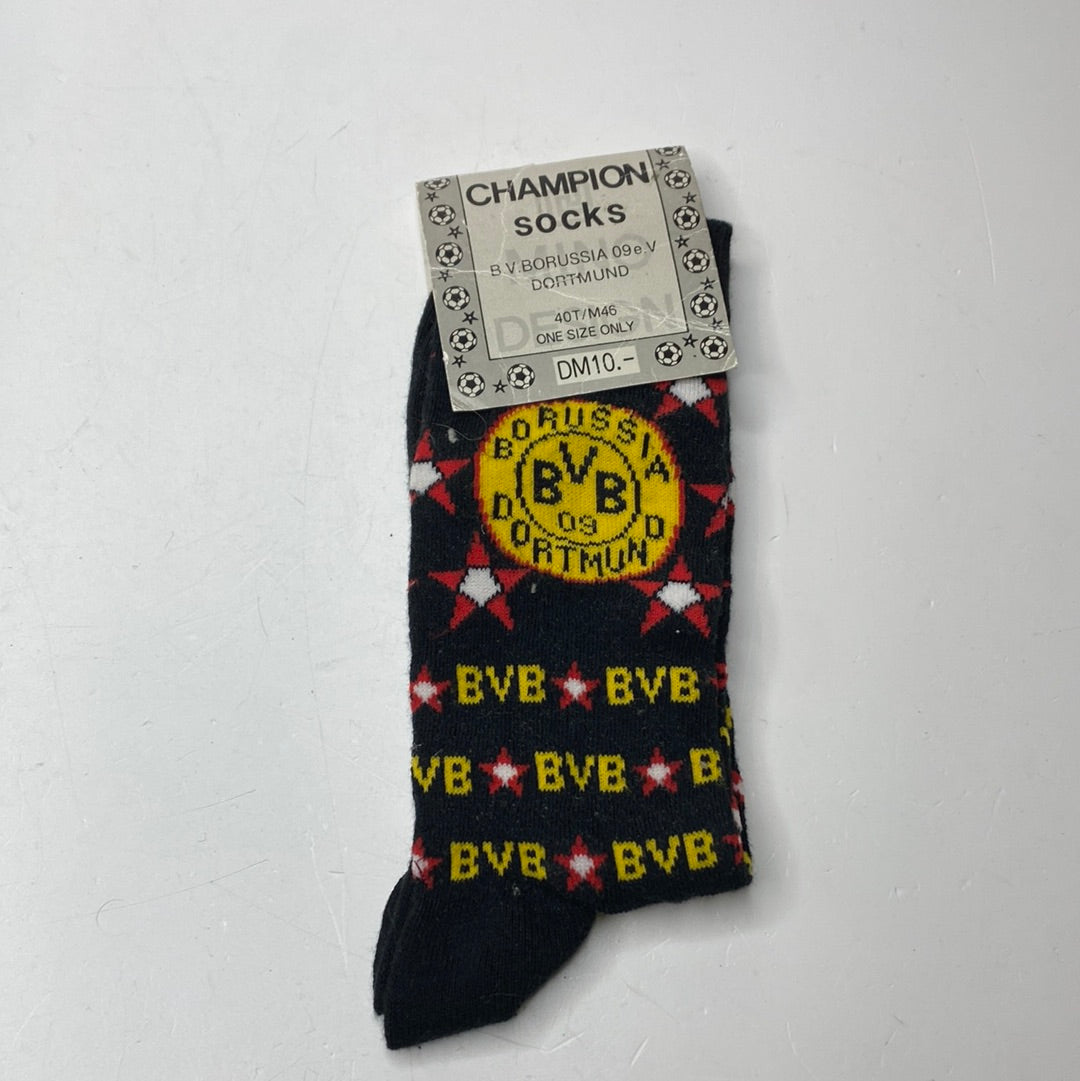 CHAMPION
socks
B.V.BORUSSIA 09e.V
DORTMUND
40T/M46
ONE SIZE ONLY
DM10.-
BORUSSIA
BVB
09
DORTMUND
BVB BVB
VB BVB B
BVB BVB